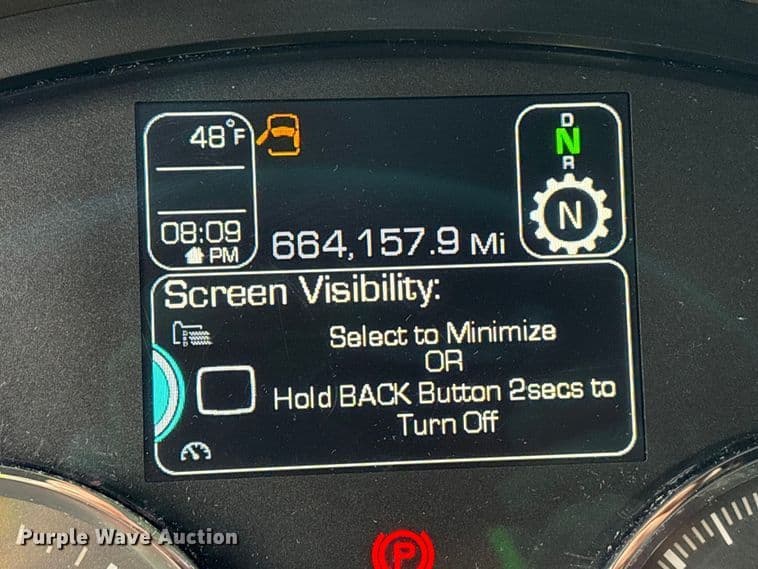 48°F
D
N
R
N
08:09
PM
664,157.9 Mi
Screen Visibility:
Select to Minimize
OR
Hold BACK Button 2secs to
Turn Off
P
Purple Wave Auction